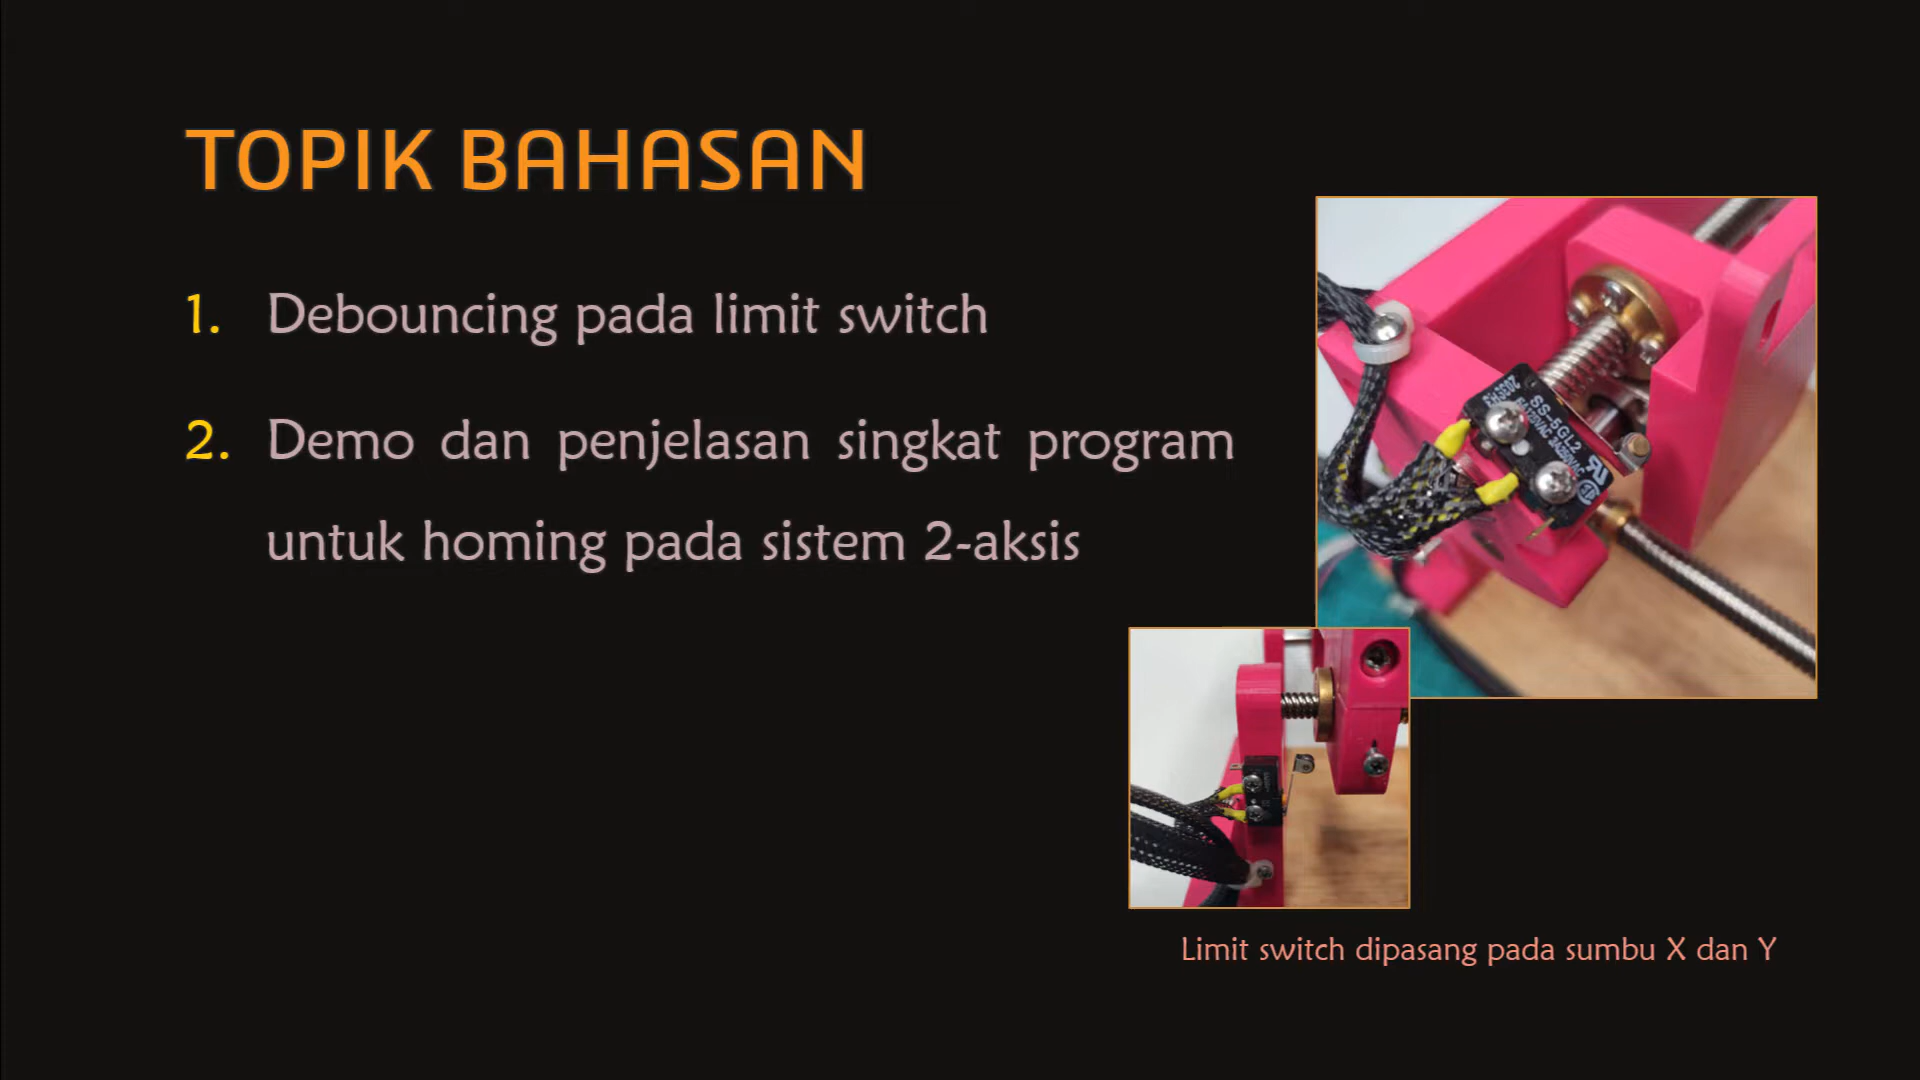 TOPIK BAHASAN
1. Debouncing pada limit switch
2. Demo dan penjelasan singkat program
untuk homing pada sistem 2-aksis
SS-5GL2
Limit switch dipasang pada sumbu X dan Y